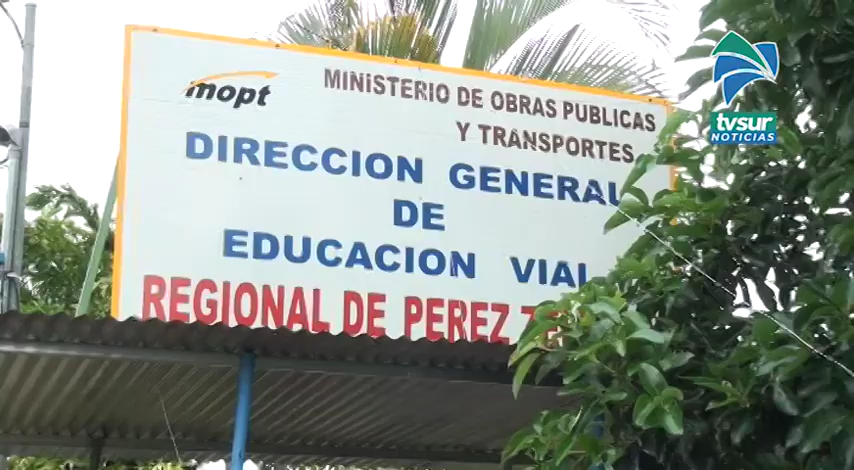 mopt
MINiSTERIO DE OBRAS PUBLICAS
Y TRANSPORTES
DIRECCION GENERAL
DE
EDUCACION VIAL
REGIONAL DE PEREZ
tvsur
NOTICIAS